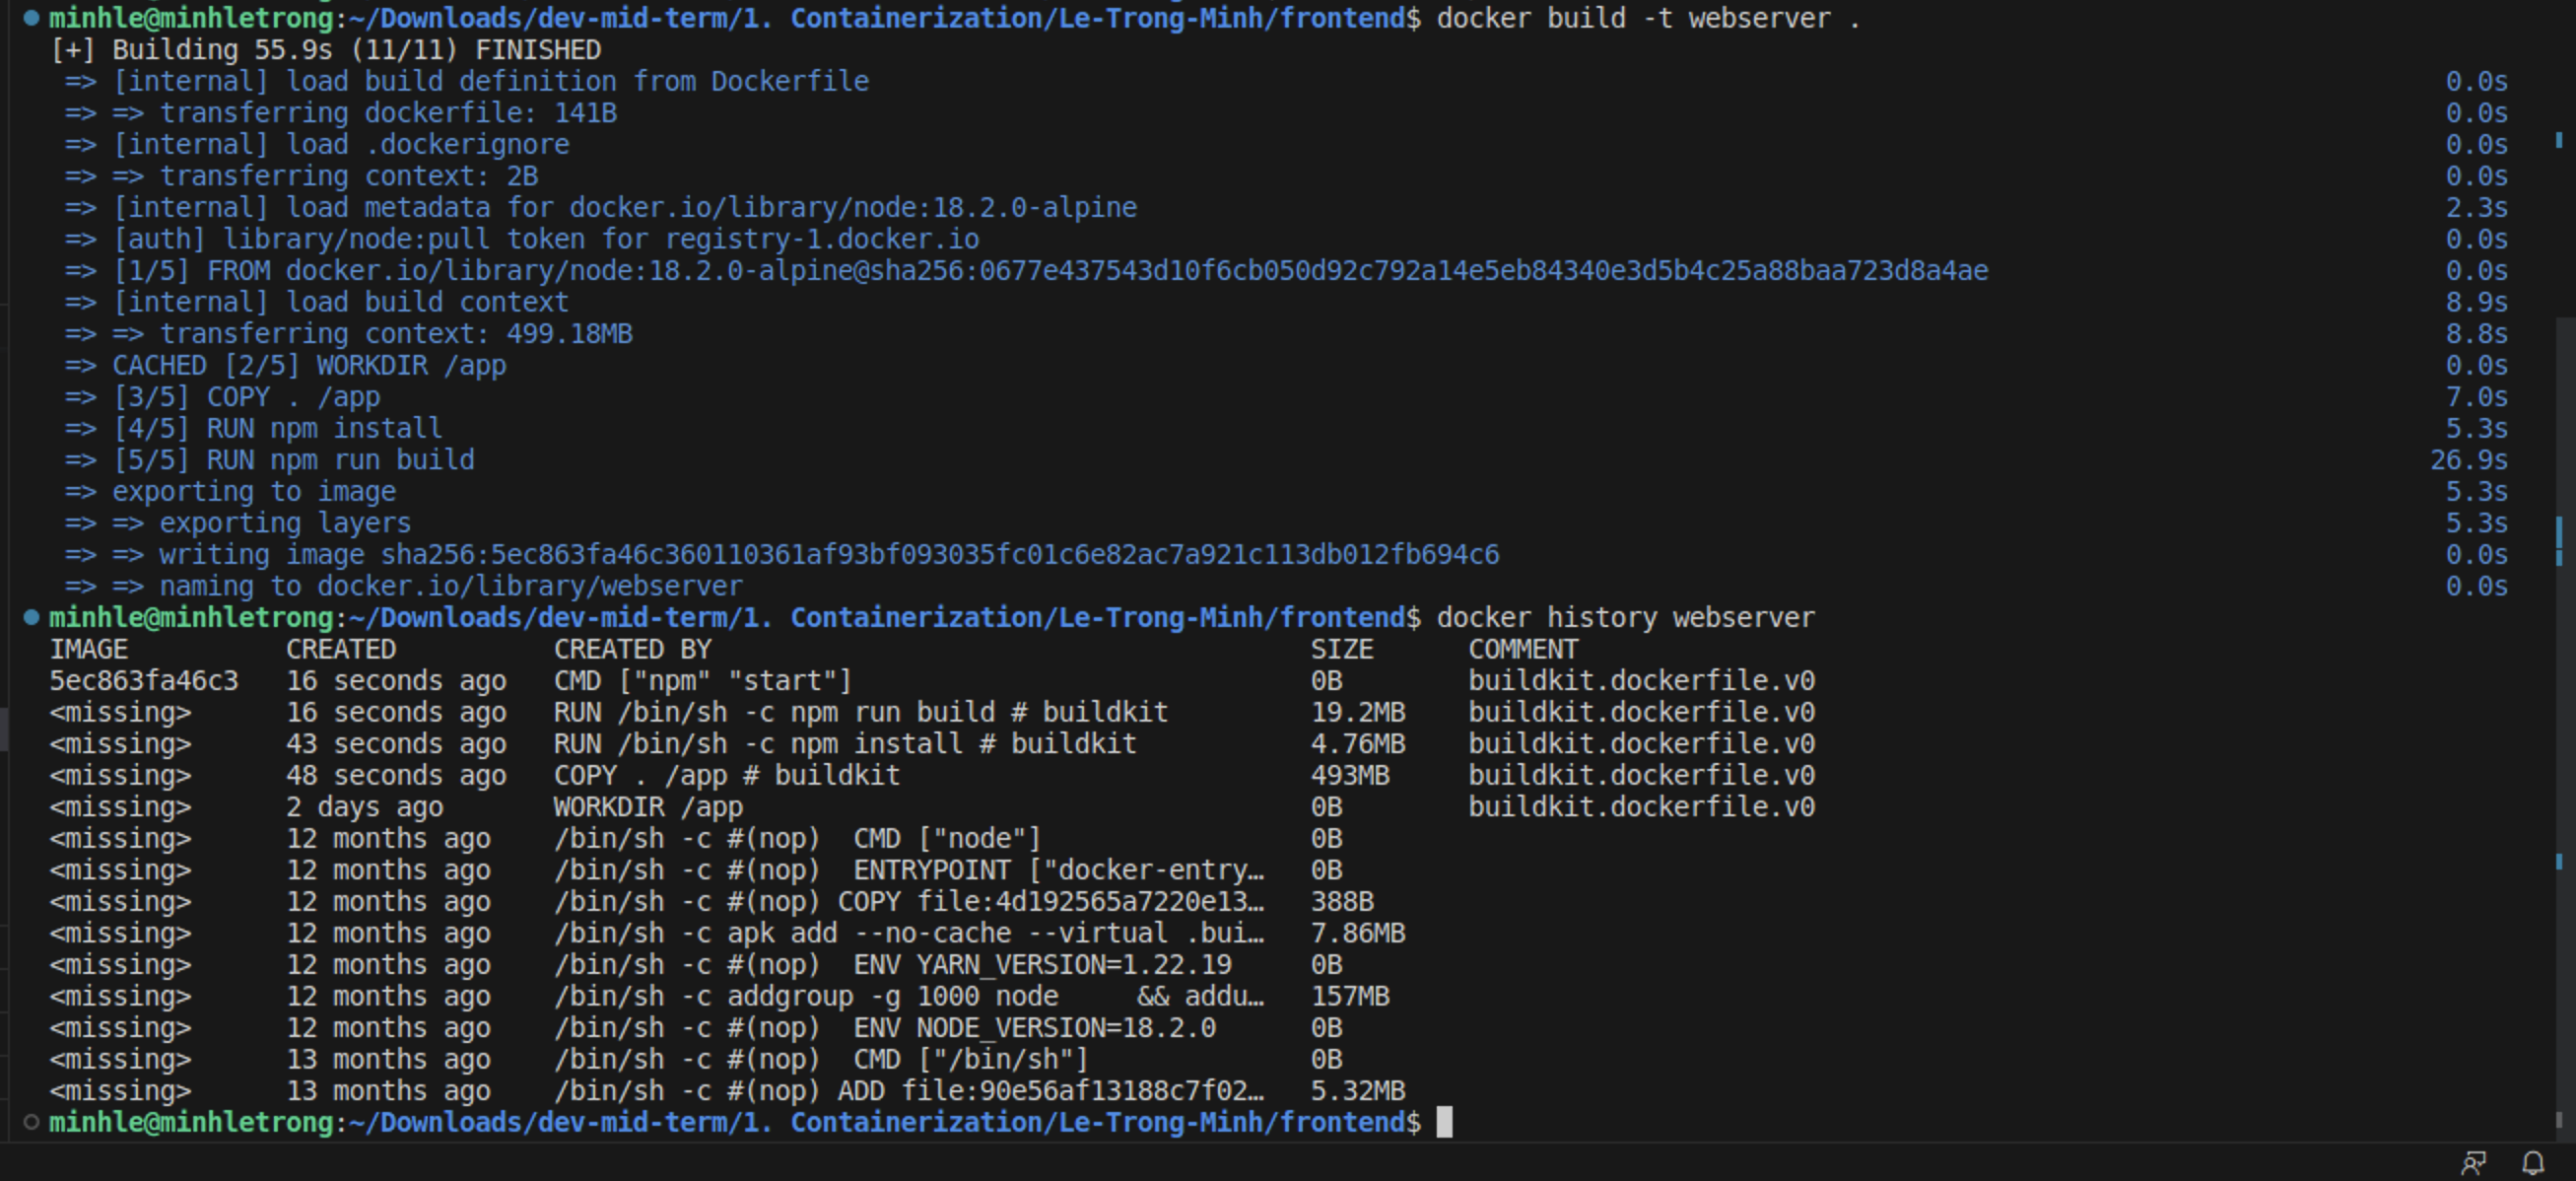 minhle@minhletrong:~/Downloads/dev-mid-term/1. Containerization/Le-Trong-Minh/frontend$ docker build -t webserver .
[+] Building 55.9s (11/11) FINISHED
=> [internal] load build definition from Dockerfile 0.0s
=> => transferring dockerfile: 141B 0.0s
=> [internal] load .dockerignore 0.0s
=> => transferring context: 2B 0.0s
=> [internal] load metadata for docker.io/library/node:18.2.0-alpine 2.3s
=> [auth] library/node:pull token for registry-1.docker.io 0.0s
=> [1/5] FROM docker.io/library/node:18.2.0-alpine@sha256:0677e437543d10f6cb050d92c792a14e5eb84340e3d5b4c25a88baa723d8a4ae 0.0s
=> [internal] load build context 8.9s
=> => transferring context: 499.18MB 8.8s
=> CACHED [2/5] WORKDIR /app 0.0s
=> [3/5] COPY . /app 7.0s
=> [4/5] RUN npm install 5.3s
=> [5/5] RUN npm run build 26.9s
=> exporting to image 5.3s
=> => exporting layers 5.3s
=> => writing image sha256:5ec863fa46c360110361af93bf093035fc01c6e82ac7a921c113db012fb694c6 0.0s
=> => naming to docker.io/library/webserver 0.0s
minhle@minhletrong:~/Downloads/dev-mid-term/1. Containerization/Le-Trong-Minh/frontend$ docker history webserver
IMAGE CREATED CREATED BY SIZE COMMENT
5ec863fa46c3 16 seconds ago CMD ["npm" "start"] 0B buildkit.dockerfile.v0
<missing> 16 seconds ago RUN /bin/sh -c npm run build # buildkit 19.2MB buildkit.dockerfile.v0
<missing> 43 seconds ago RUN /bin/sh -c npm install # buildkit 4.76MB buildkit.dockerfile.v0
<missing> 48 seconds ago COPY . /app # buildkit 493MB buildkit.dockerfile.v0
<missing> 2 days ago WORKDIR /app 0B buildkit.dockerfile.v0
<missing> 12 months ago /bin/sh -c #(nop)  CMD ["node"] 0B
<missing> 12 months ago /bin/sh -c #(nop)  ENTRYPOINT ["docker-entry… 0B
<missing> 12 months ago /bin/sh -c #(nop) COPY file:4d192565a7220e13… 388B
<missing> 12 months ago /bin/sh -c apk add --no-cache --virtual .bui… 7.86MB
<missing> 12 months ago /bin/sh -c #(nop)  ENV YARN_VERSION=1.22.19 0B
<missing> 12 months ago /bin/sh -c addgroup -g 1000 node     && addu… 157MB
<missing> 12 months ago /bin/sh -c #(nop)  ENV NODE_VERSION=18.2.0 0B
<missing> 13 months ago /bin/sh -c #(nop)  CMD ["/bin/sh"] 0B
<missing> 13 months ago /bin/sh -c #(nop) ADD file:90e56af13188c7f02… 5.32MB
minhle@minhletrong:~/Downloads/dev-mid-term/1. Containerization/Le-Trong-Minh/frontend$